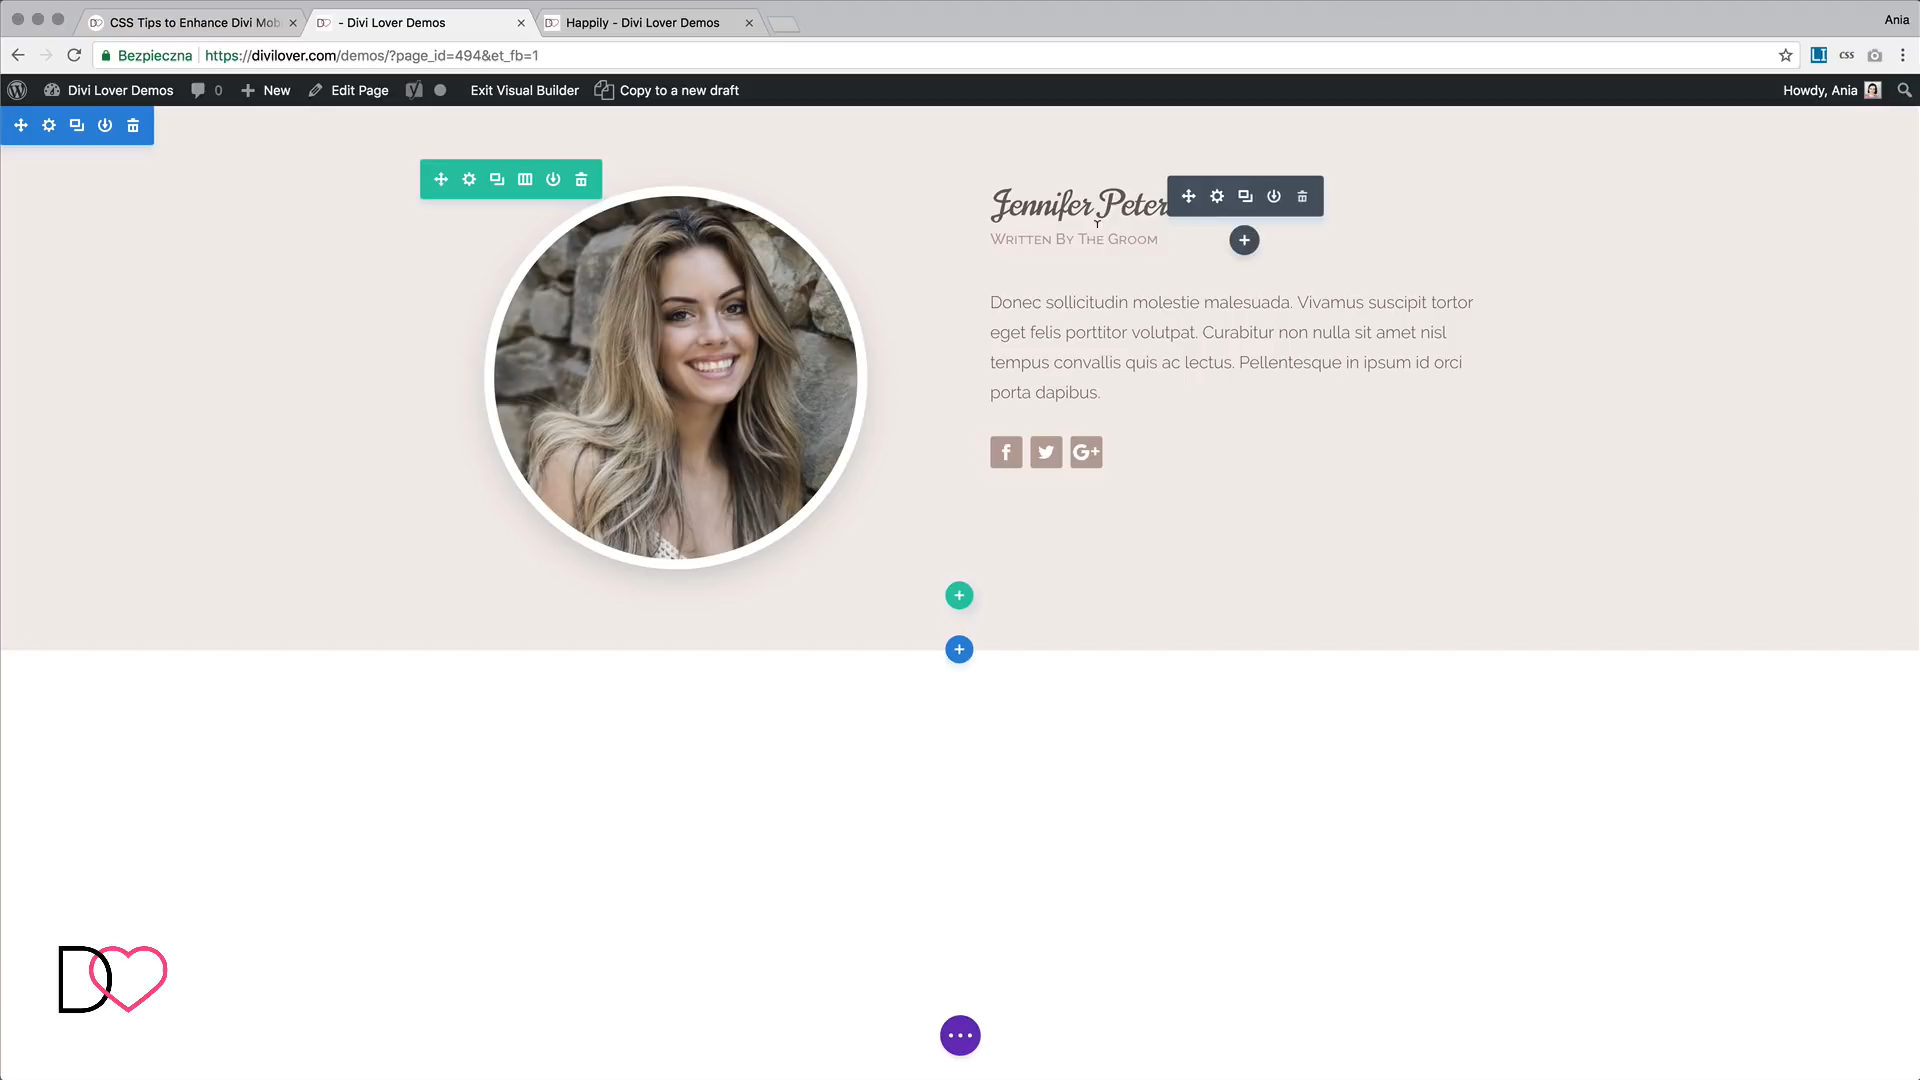 Ania
CSS Tips to Enhance Divi Mob
- Divi Lover Demos
Happily - Divi Lover Demos
Bezpieczna
https://divilover.com/demos/?page_id=494&et_fb=1
LI
CSS
Divi Lover Demos
0
New
Edit Page
Exit Visual Builder
Copy to a new draft
Howdy, Ania
Jennifer Peter
Written By The Groom
Donec sollicitudin molestie malesuada. Vivamus suscipit tortor
eget felis porttitor volutpat. Curabitur non nulla sit amet nisl
tempus convallis quis ac lectus. Pellentesque in ipsum id orci
porta dapibus.
f
G+
D